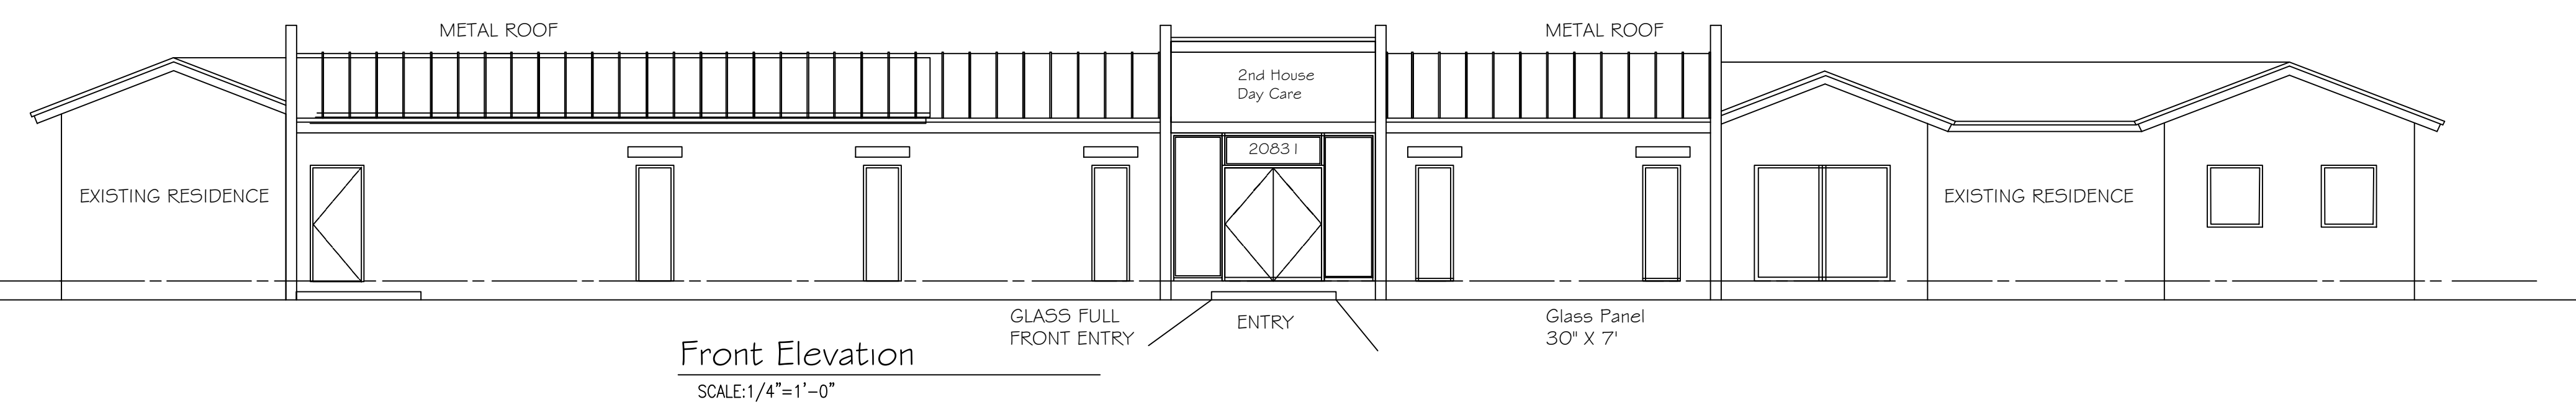 METAL ROOF
METAL ROOF
2nd House
Day Care
20831
EXISTING RESIDENCE
EXISTING RESIDENCE
GLASS FULL
FRONT ENTRY
ENTRY
Glass Panel
30" X 7'
Front Elevation
SCALE:1/4"=1'-0"